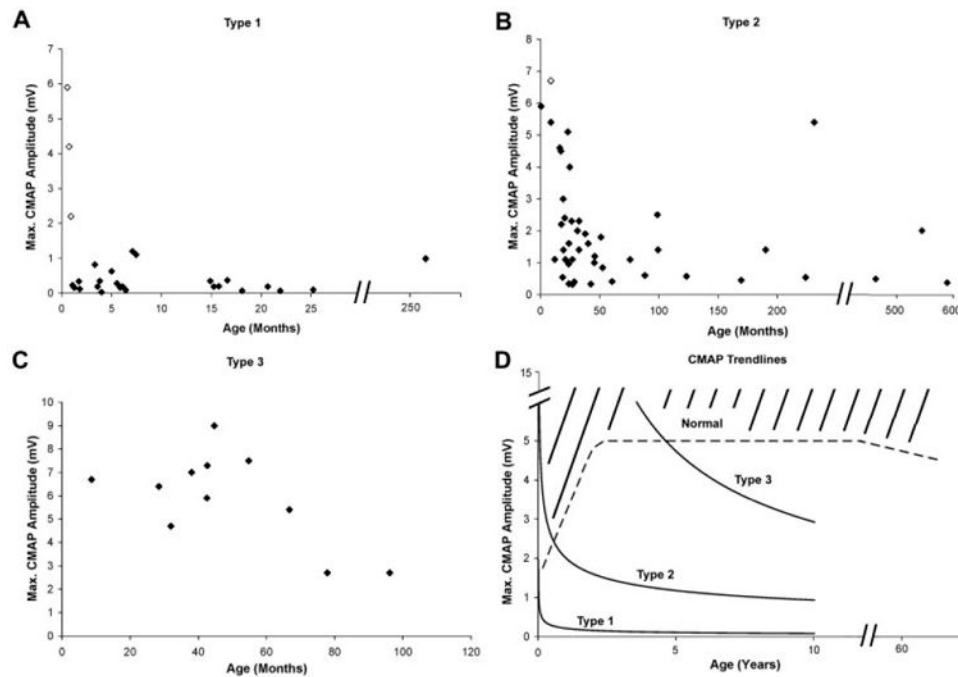 A
Type 1
Max. CMAP Amplitude (mV)
7
6
5
4
3
2
1
0
0 5 10 15 20 25 30 250
Age (Months)
B
Type 2
Max. CMAP Amplitude (mV)
8
7
6
5
4
3
2
1
0
0 50 100 150 200 500 600
Age (Months)
C
Type 3
Max. CMAP Amplitude (mV)
10
9
8
7
6
5
4
3
2
1
0
0 20 40 60 80 100 120
Age (Months)
D
CMAP Trendlines
Max. CMAP Amplitude (mV)
15
5
4
3
2
1
0
Normal
Type 3
Type 2
Type 1
0 5 10 60
Age (Years)